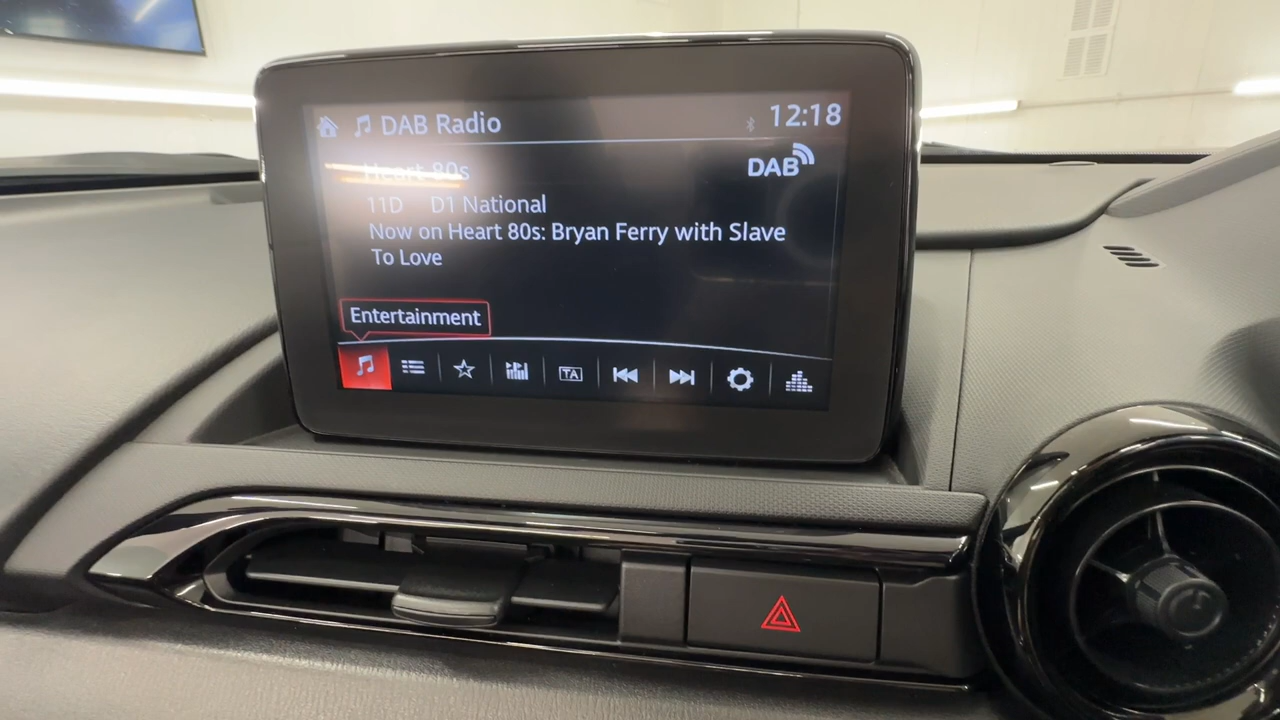 DAB Radio 12:18
Heart 80s DAB
11D D1 National
Now on Heart 80s: Bryan Ferry with Slave
To Love
Entertainment
TA